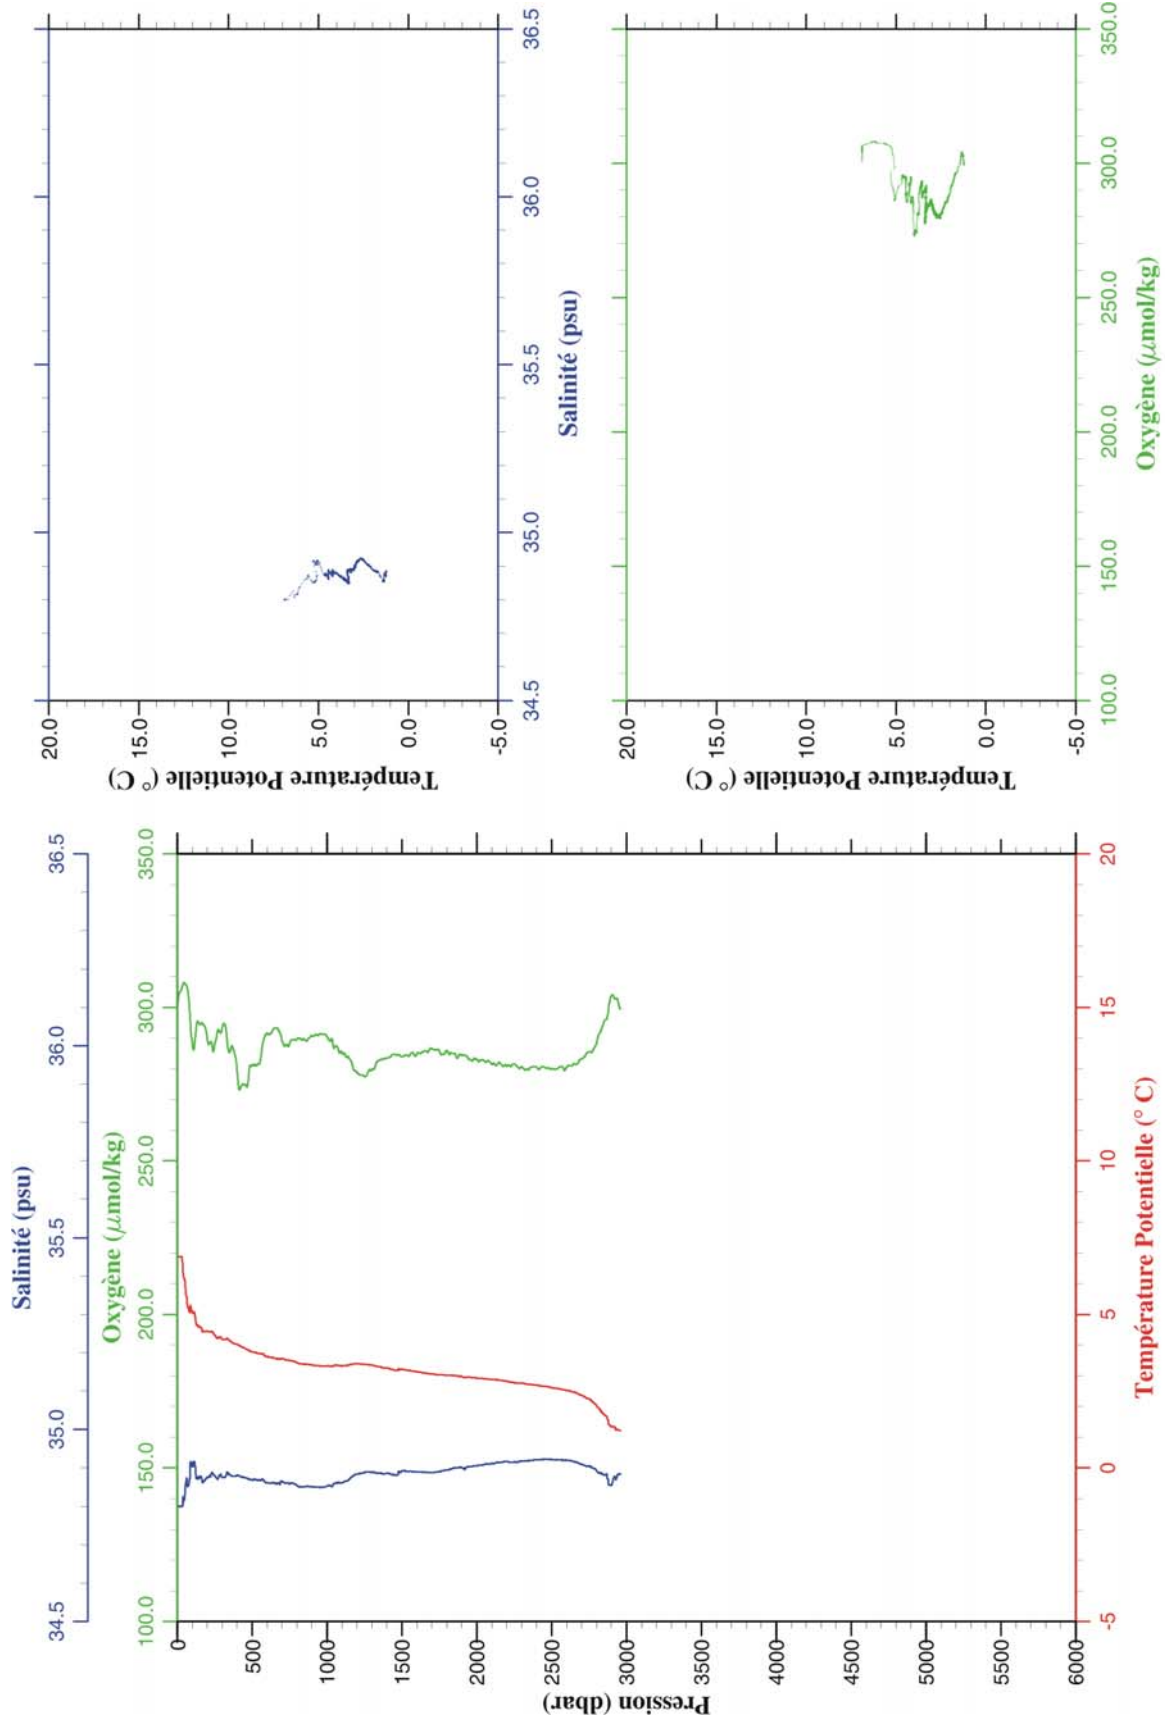 Salinité (psu)
34.5 35.0 35.5 36.0 36.5
Oxygène (μmol/kg)
100.0 150.0 200.0 250.0 300.0 350.0
Pression (dbar)
0
500
1000
1500
2000
2500
3000
3500
4000
4500
5000
5500
6000
-5 0 5 10 15 20
Température Potentielle (° C)
Température Potentielle (° C)
20.0
15.0
10.0
5.0
0.0
-5.0
34.5 35.0 35.5 36.0 36.5
Salinité (psu)
Température Potentielle (° C)
20.0
15.0
10.0
5.0
0.0
-5.0
100.0 150.0 200.0 250.0 300.0 350.0
Oxygène (μmol/kg)